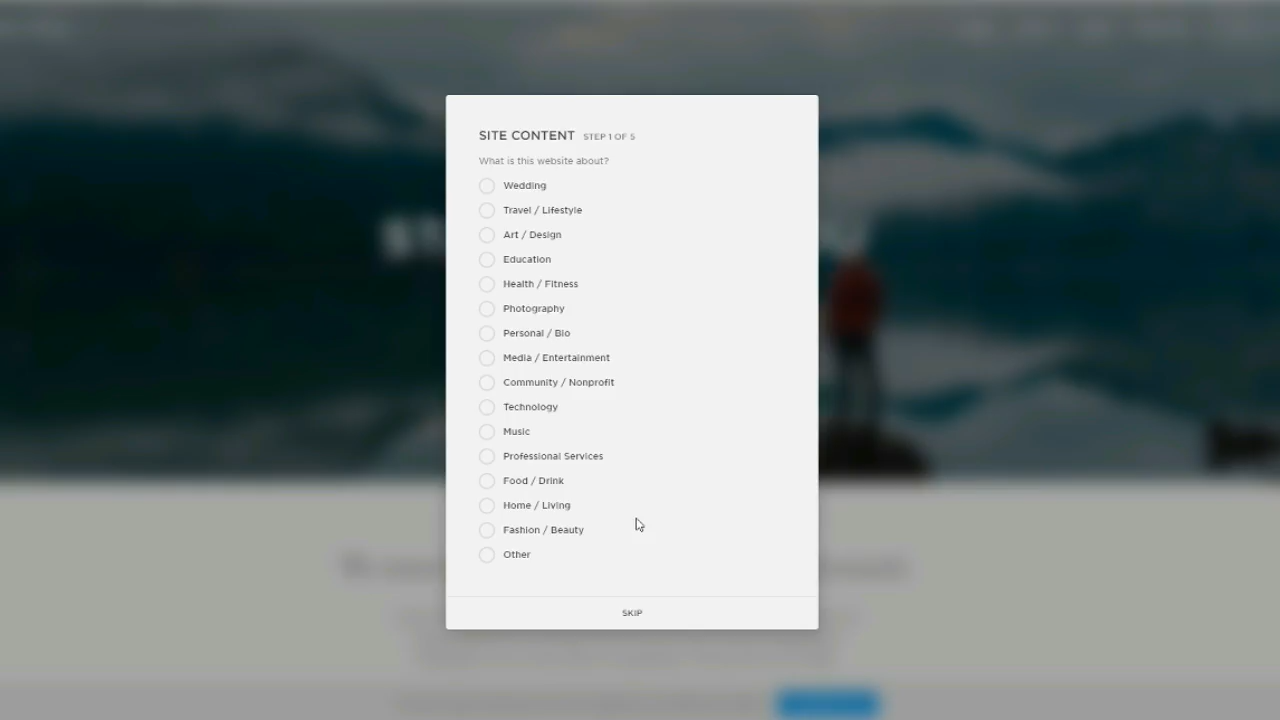 SITE CONTENT STEP 1 OF 5
What is this website about?
Wedding
Travel / Lifestyle
Art / Design
Education
Health / Fitness
Photography
Personal / Bio
Media / Entertainment
Community / Nonprofit
Technology
Music
Professional Services
Food / Drink
Home / Living
Fashion / Beauty
Other
SKIP